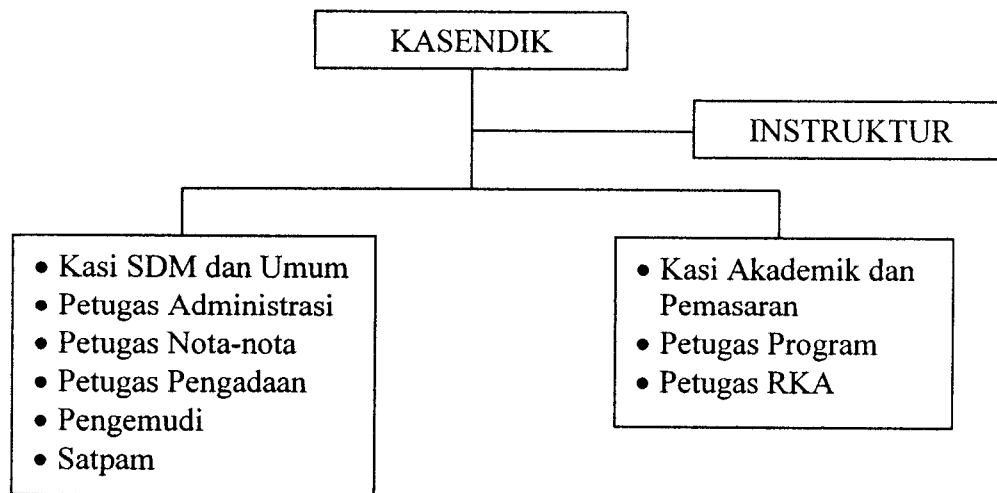 KASENDIK
INSTRUKTUR
• Kasi SDM dan Umum
• Petugas Administrasi
• Petugas Nota-nota
• Petugas Pengadaan
• Pengemudi
• Satpam
• Kasi Akademik dan
Pemasaran
• Petugas Program
• Petugas RKA